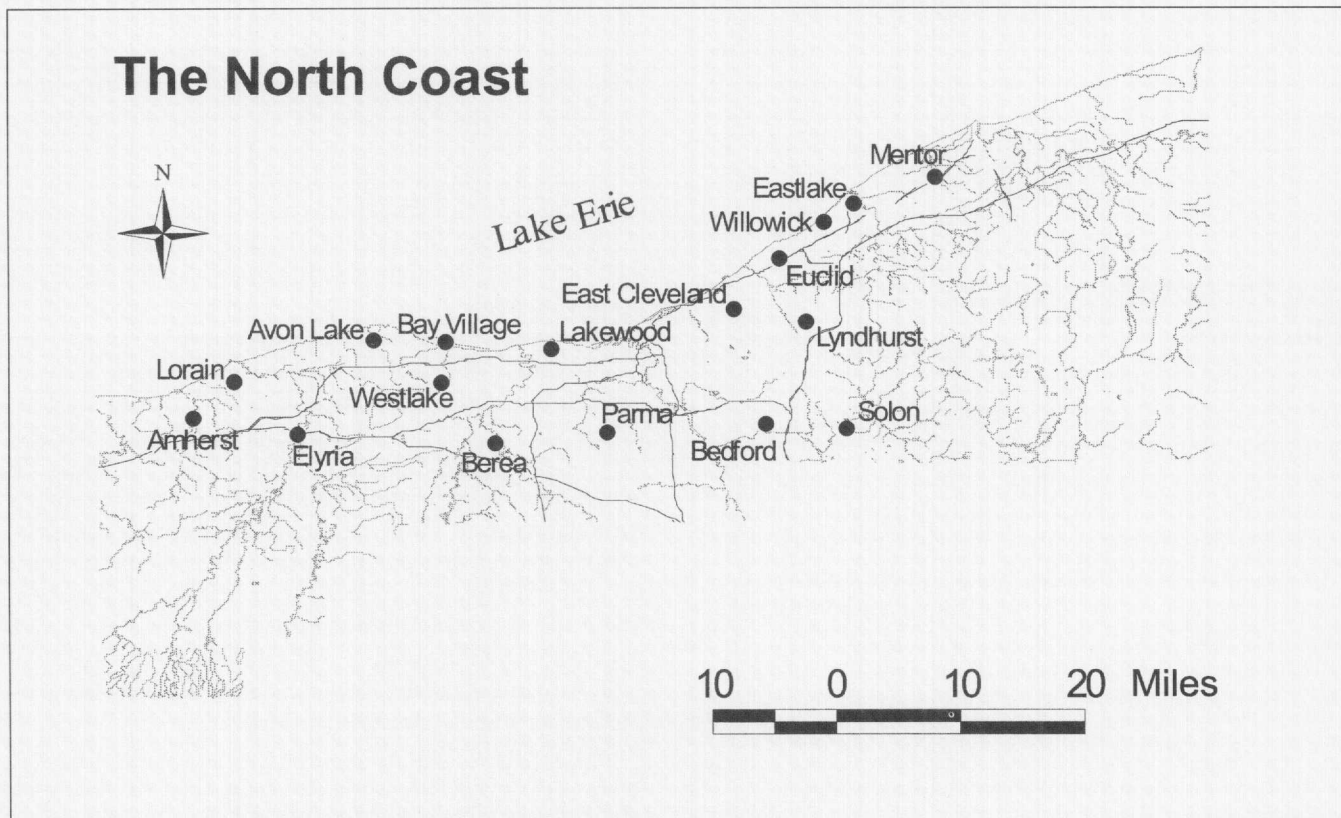 The North Coast
N
Lake Erie
Mentor
Eastlake
Willowick
Euclid
East Cleveland
Lyndhurst
Avon Lake
Bay Village
Lakewood
Lorain
Westlake
Amherst
Elyria
Berea
Parma
Bedford
Solon
10 0 10 20 Miles